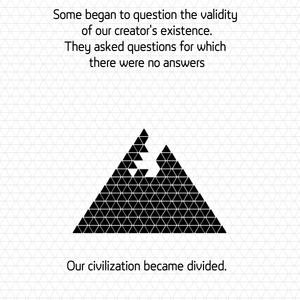 Some began to question the validity
of our creator's existence.
They asked questions for which
there were no answers
Our civilization became divided.